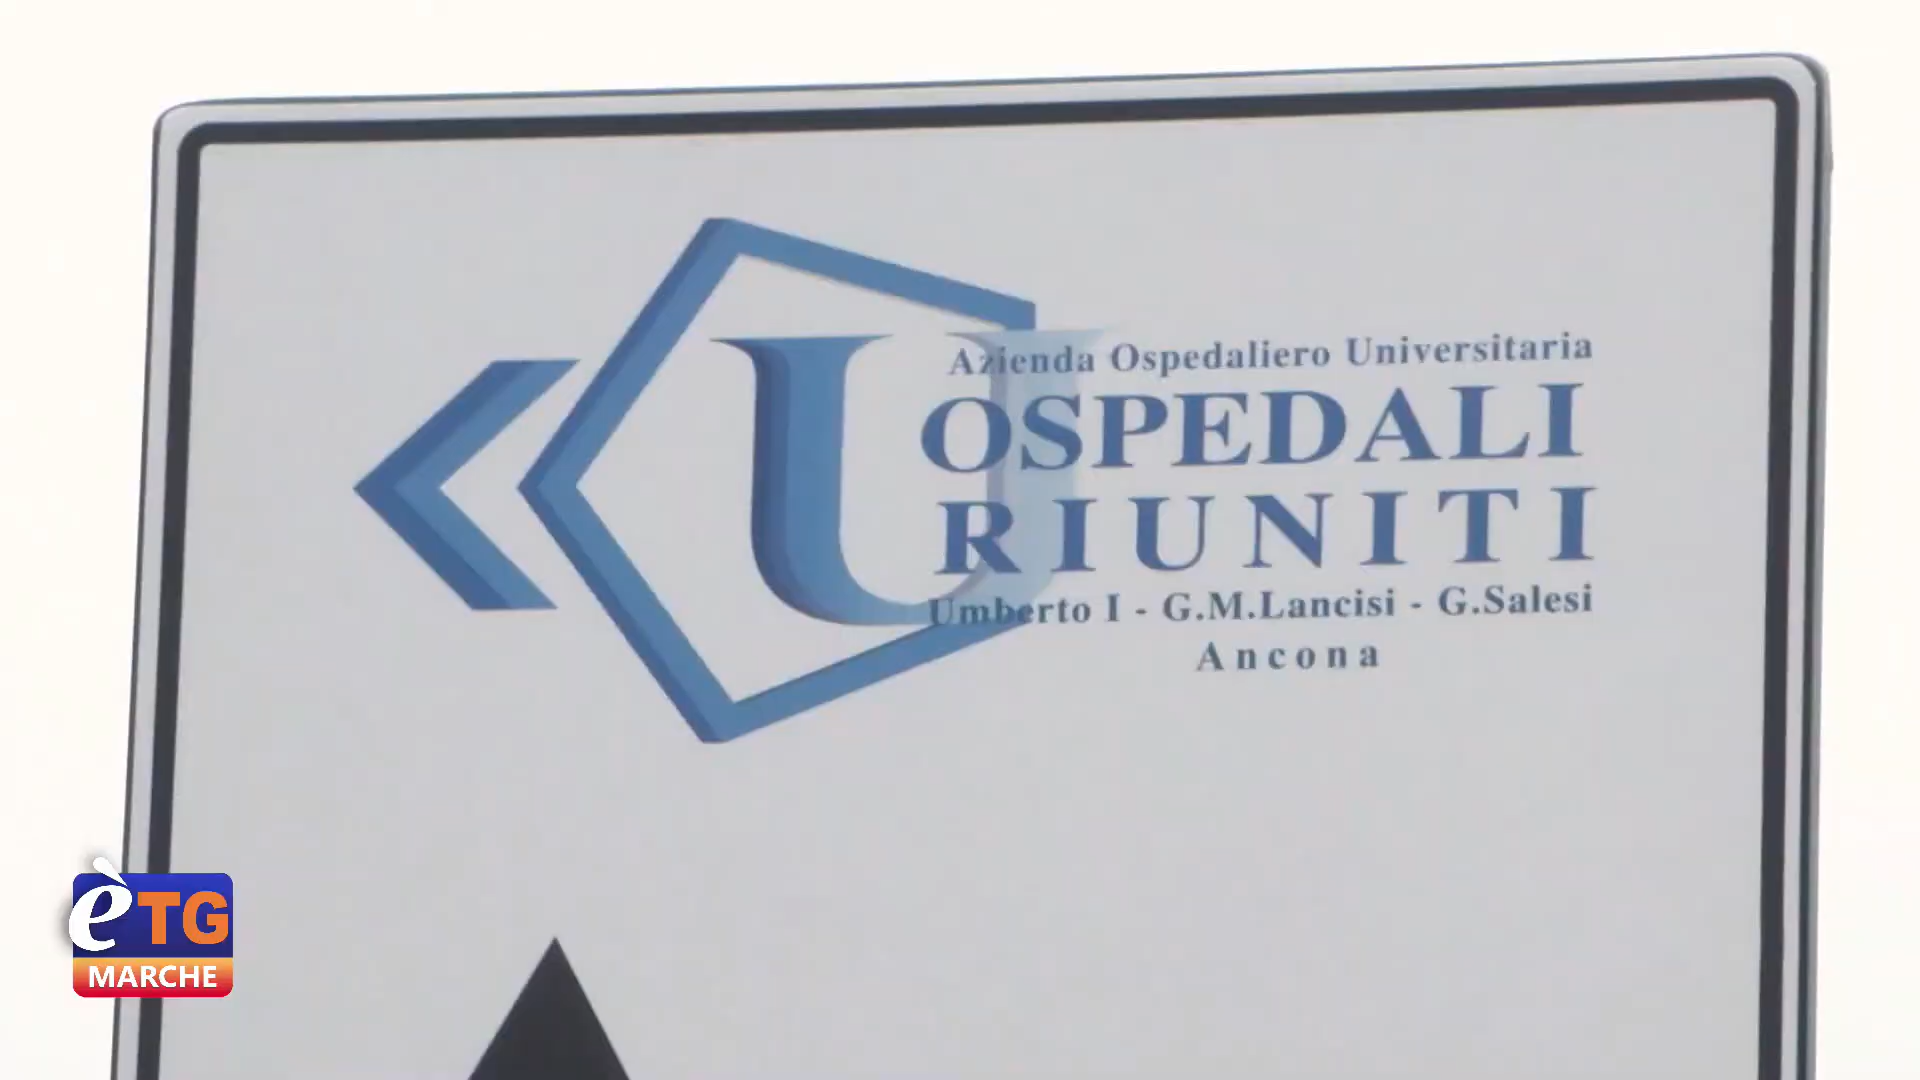 U
Azienda Ospedaliero Universitaria
OSPEDALI
RIUNITI
Umberto I - G.M.Lancisi - G.Salesi
Ancona
èTG
MARCHE